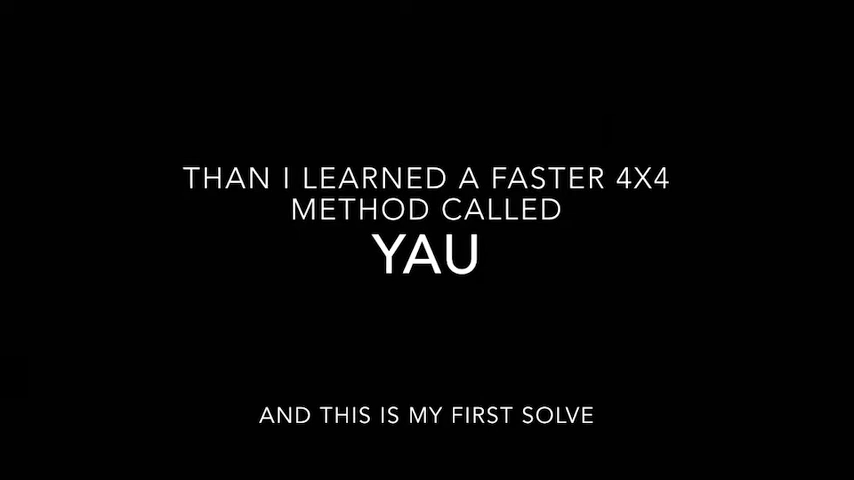 THAN I LEARNED A FASTER 4X4
METHOD CALLED
YAU
AND THIS IS MY FIRST SOLVE